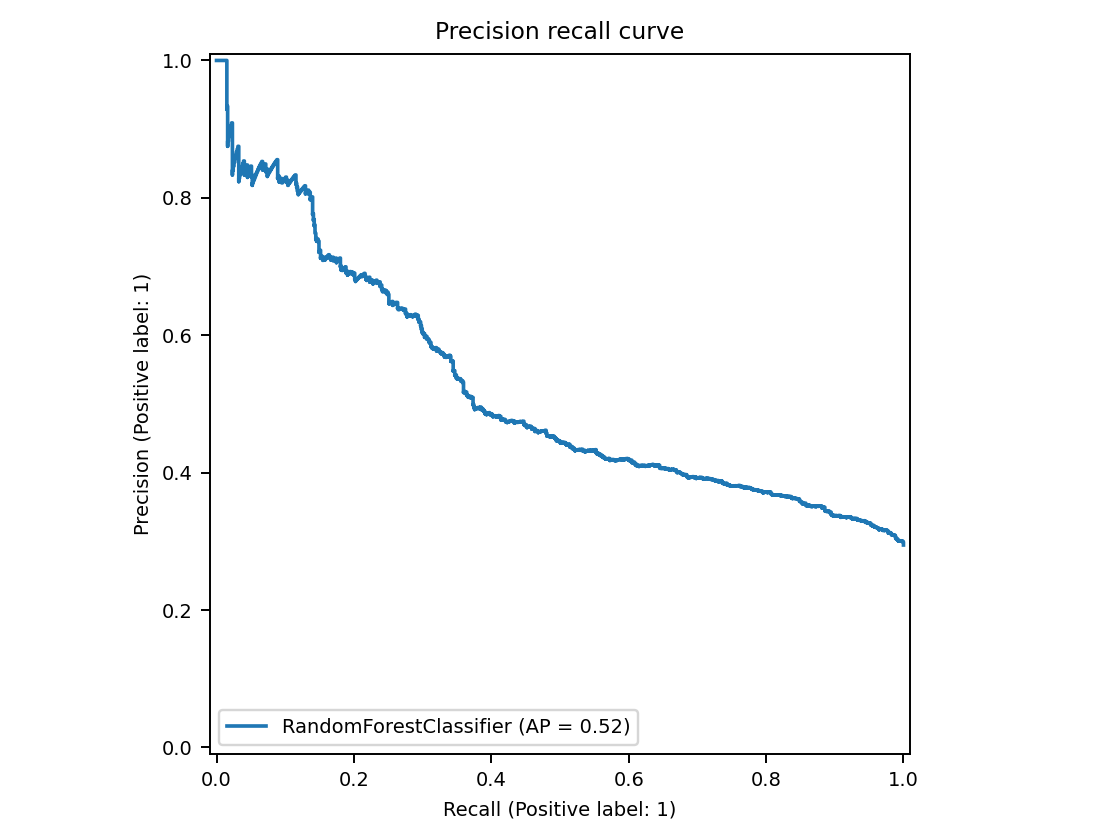 Precision recall curve
1.0
0.8
0.6
0.4
0.2
0.0
Precision (Positive label: 1)
RandomForestClassifier (AP = 0.52)
0.0 0.2 0.4 0.6 0.8 1.0
Recall (Positive label: 1)